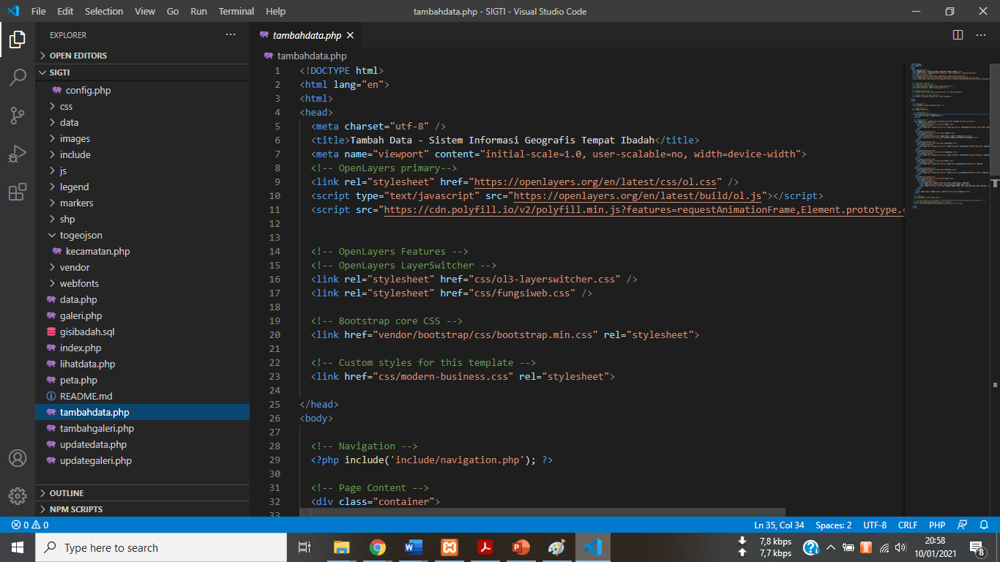 File Edit Selection View Go Run Terminal Help
tambahdata.php - SIGTI - Visual Studio Code
EXPLORER
OPEN EDITORS
SIGTI
config.php
css
data
images
include
js
legend
markers
shp
togeojson
kecamatan.php
vendor
webfonts
data.php
galeri.php
gisibadah.sql
index.php
lihatdata.php
peta.php
README.md
tambahdata.php
tambahgaleri.php
updatedata.php
updategaleri.php
OUTLINE
NPM SCRIPTS
tambahdata.php
tambahdata.php
1 <!DOCTYPE html>
2 <html lang="en">
3 <html>
4 <head>
5 <meta charset="utf-8" />
6 <title>Tambah Data - Sistem Informasi Geografis Tempat Ibadah</title>
7 <meta name="viewport" content="initial-scale=1.0, user-scalable=no, width=device-width">
8 <!-- OpenLayers primary-->
9 <link rel="stylesheet" href="https://openlayers.org/en/latest/css/ol.css" />
10 <script type="text/javascript" src="https://openlayers.org/en/latest/build/ol.js"></script>
11 <script src="https://cdn.polyfill.io/v2/polyfill.min.js?features=requestAnimationFrame,Element.prototype.
12
13
14 <!-- OpenLayers Features -->
15 <!-- OpenLayers LayerSwitcher -->
16 <link rel="stylesheet" href="css/ol3-layerswitcher.css" />
17 <link rel="stylesheet" href="css/fungsiweb.css" />
18
19 <!-- Bootstrap core CSS -->
20 <link href="vendor/bootstrap/css/bootstrap.min.css" rel="stylesheet">
21
22 <!-- Custom styles for this template -->
23 <link href="css/modern-business.css" rel="stylesheet">
24
25 </head>
26 <body>
27
28 <!-- Navigation -->
29 <?php include('include/navigation.php'); ?>
30
31 <!-- Page Content -->
32 <div class="container">
33
0 0
Ln 35, Col 34 Spaces: 2 UTF-8 CRLF PHP
Type here to search
7,8 kbps
7,7 kbps
20:58
10/01/2021
8